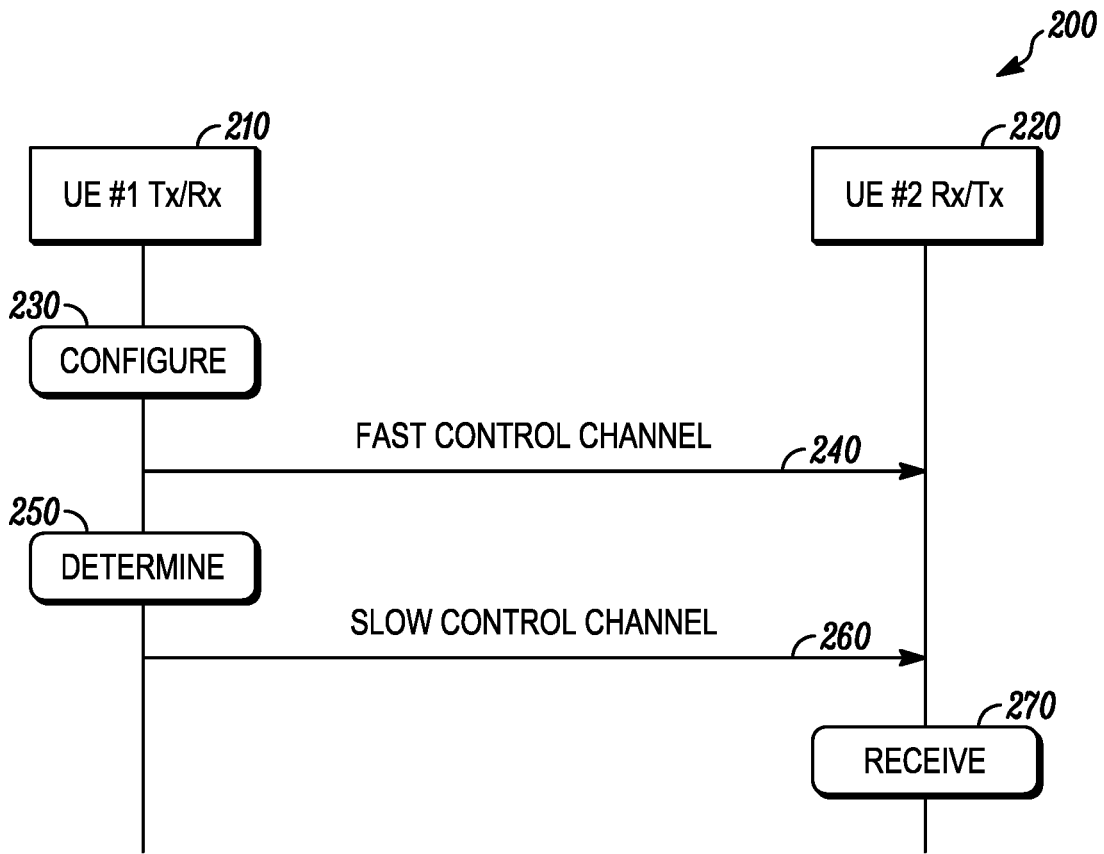 200
210
220
UE #1 Tx/Rx
UE #2 Rx/Tx
230
CONFIGURE
FAST CONTROL CHANNEL
240
250
DETERMINE
SLOW CONTROL CHANNEL
260
270
RECEIVE